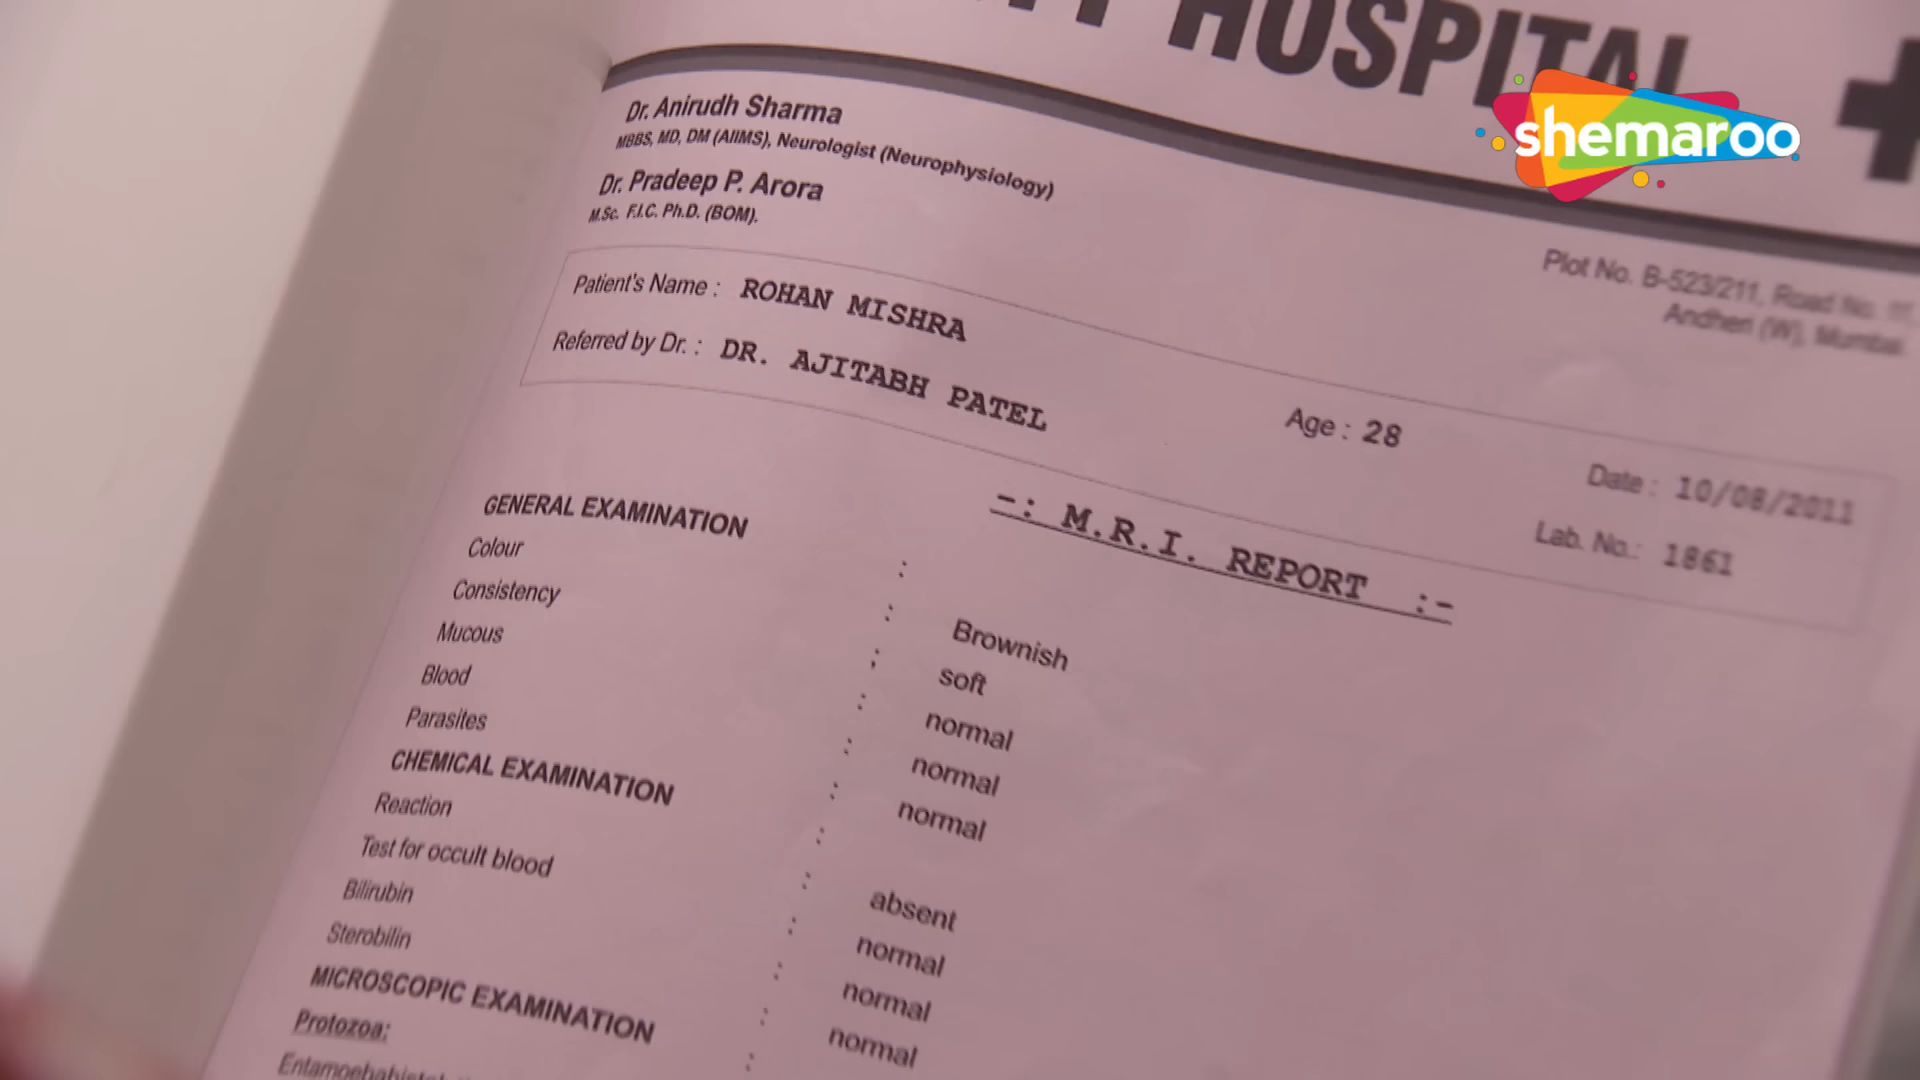 HOSPITAL
shemaroo
Dr. Anirudh Sharma
MBBS, MD, DM (AIIMS), Neurologist (Neurophysiology)
Dr. Pradeep P. Arora
M.Sc. F.I.C. Ph.D. (BOM).
Plot No. B-523/211, Road No.
Andheri (W), Mumbai.
Patient's Name : ROHAN MISHRA
Referred by Dr. : DR. AJITABH PATEL
Age : 28
Date : 10/08/2011
Lab. No.: 1861
-: M.R.I. REPORT :-
GENERAL EXAMINATION
Colour : Brownish
Consistency : soft
Mucous : normal
Blood : normal
Parasites : normal
CHEMICAL EXAMINATION :
Reaction : absent
Test for occult blood : normal
Bilirubin : normal
Sterobilin : normal
MICROSCOPIC EXAMINATION :
Protozoa: :